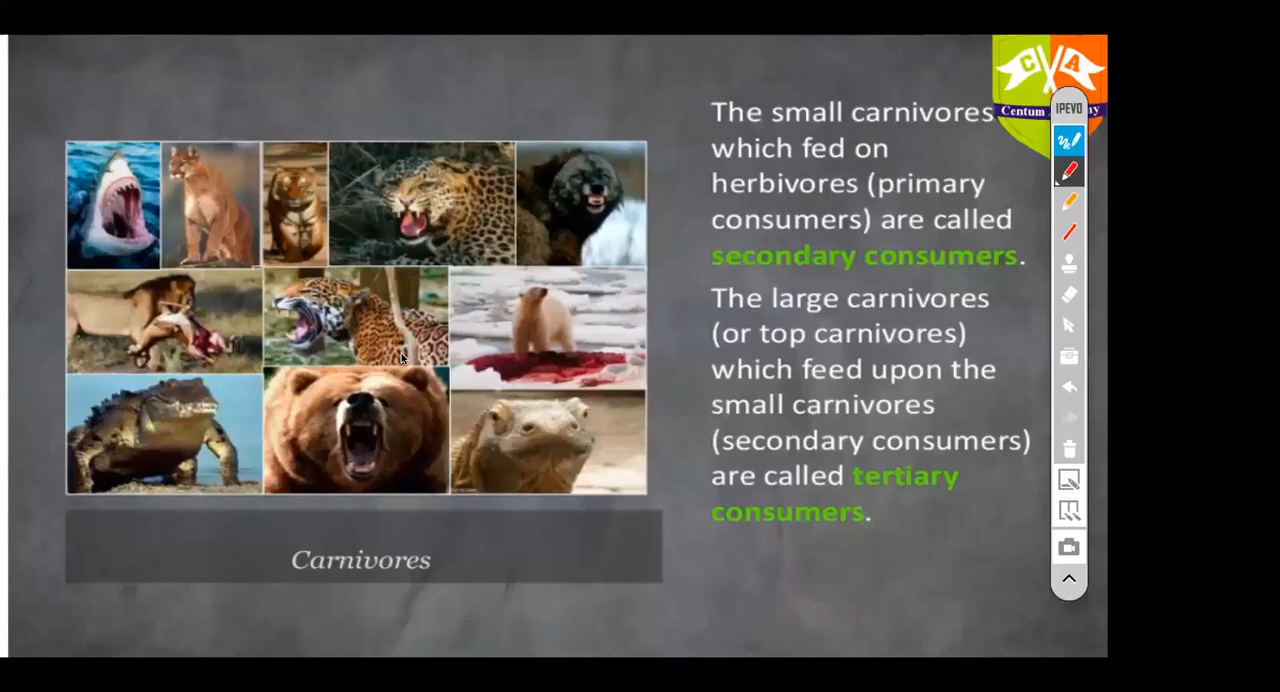 C A
IPEVO
Centum
ny
The small carnivores
which fed on
herbivores (primary
consumers) are called
secondary consumers.
The large carnivores
(or top carnivores)
which feed upon the
small carnivores
(secondary consumers)
are called tertiary
consumers.
Carnivores